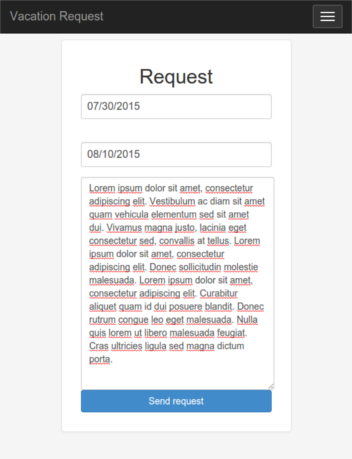 Vacation Request
Request
07/30/2015
08/10/2015
Lorem ipsum dolor sit amet, consectetur
adipiscing elit. Vestibulum ac diam sit amet
quam vehicula elementum sed sit amet
dui. Vivamus magna justo, lacinia eget
consectetur sed, convallis at tellus. Lorem
ipsum dolor sit amet, consectetur
adipiscing elit. Donec sollicitudin molestie
malesuada. Lorem ipsum dolor sit amet,
consectetur adipiscing elit. Curabitur
aliquet quam id dui posuere blandit. Donec
rutrum congue leo eget malesuada. Nulla
quis lorem ut libero malesuada feugiat.
Cras ultricies ligula sed magna dictum
porta.
Send request